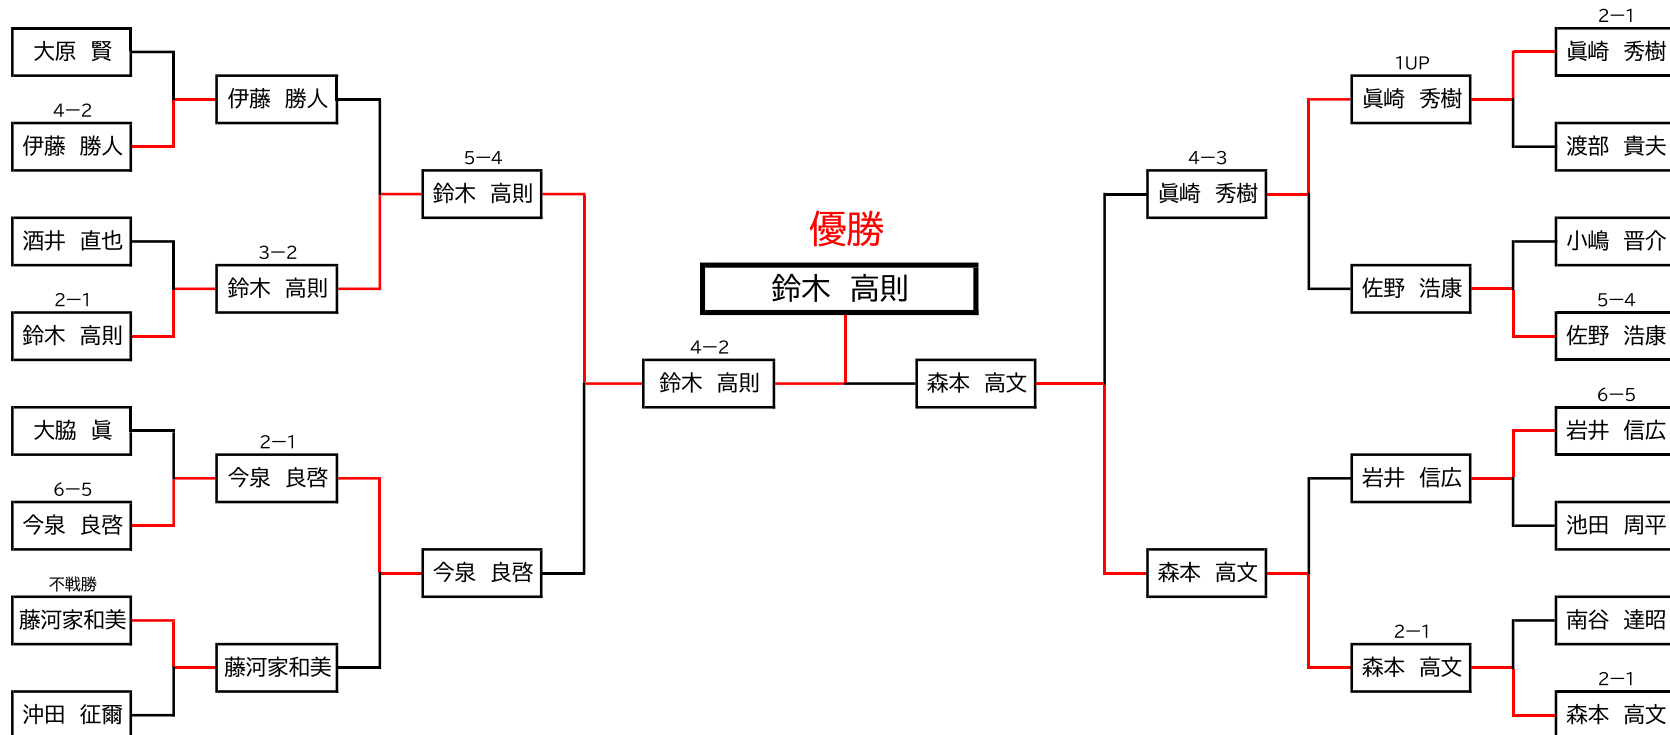 大原 賢
4−2
伊藤 勝人
酒井 直也
2−1
鈴木 高則
大脇 眞
6−5
今泉 良啓
不戦勝
藤河家和美
沖田 征爾
伊藤 勝人
3−2
鈴木 高則
2−1
今泉 良啓
藤河家和美
5−4
鈴木 高則
今泉 良啓
4−2
鈴木 高則
優勝
鈴木 高則
森本 高文
4−3
眞崎 秀樹
森本 高文
1UP
眞崎 秀樹
佐野 浩康
岩井 信広
2−1
森本 高文
2−1
眞崎 秀樹
渡部 貴夫
小嶋 晋介
5−4
佐野 浩康
6−5
岩井 信広
池田 周平
南谷 達昭
2−1
森本 高文